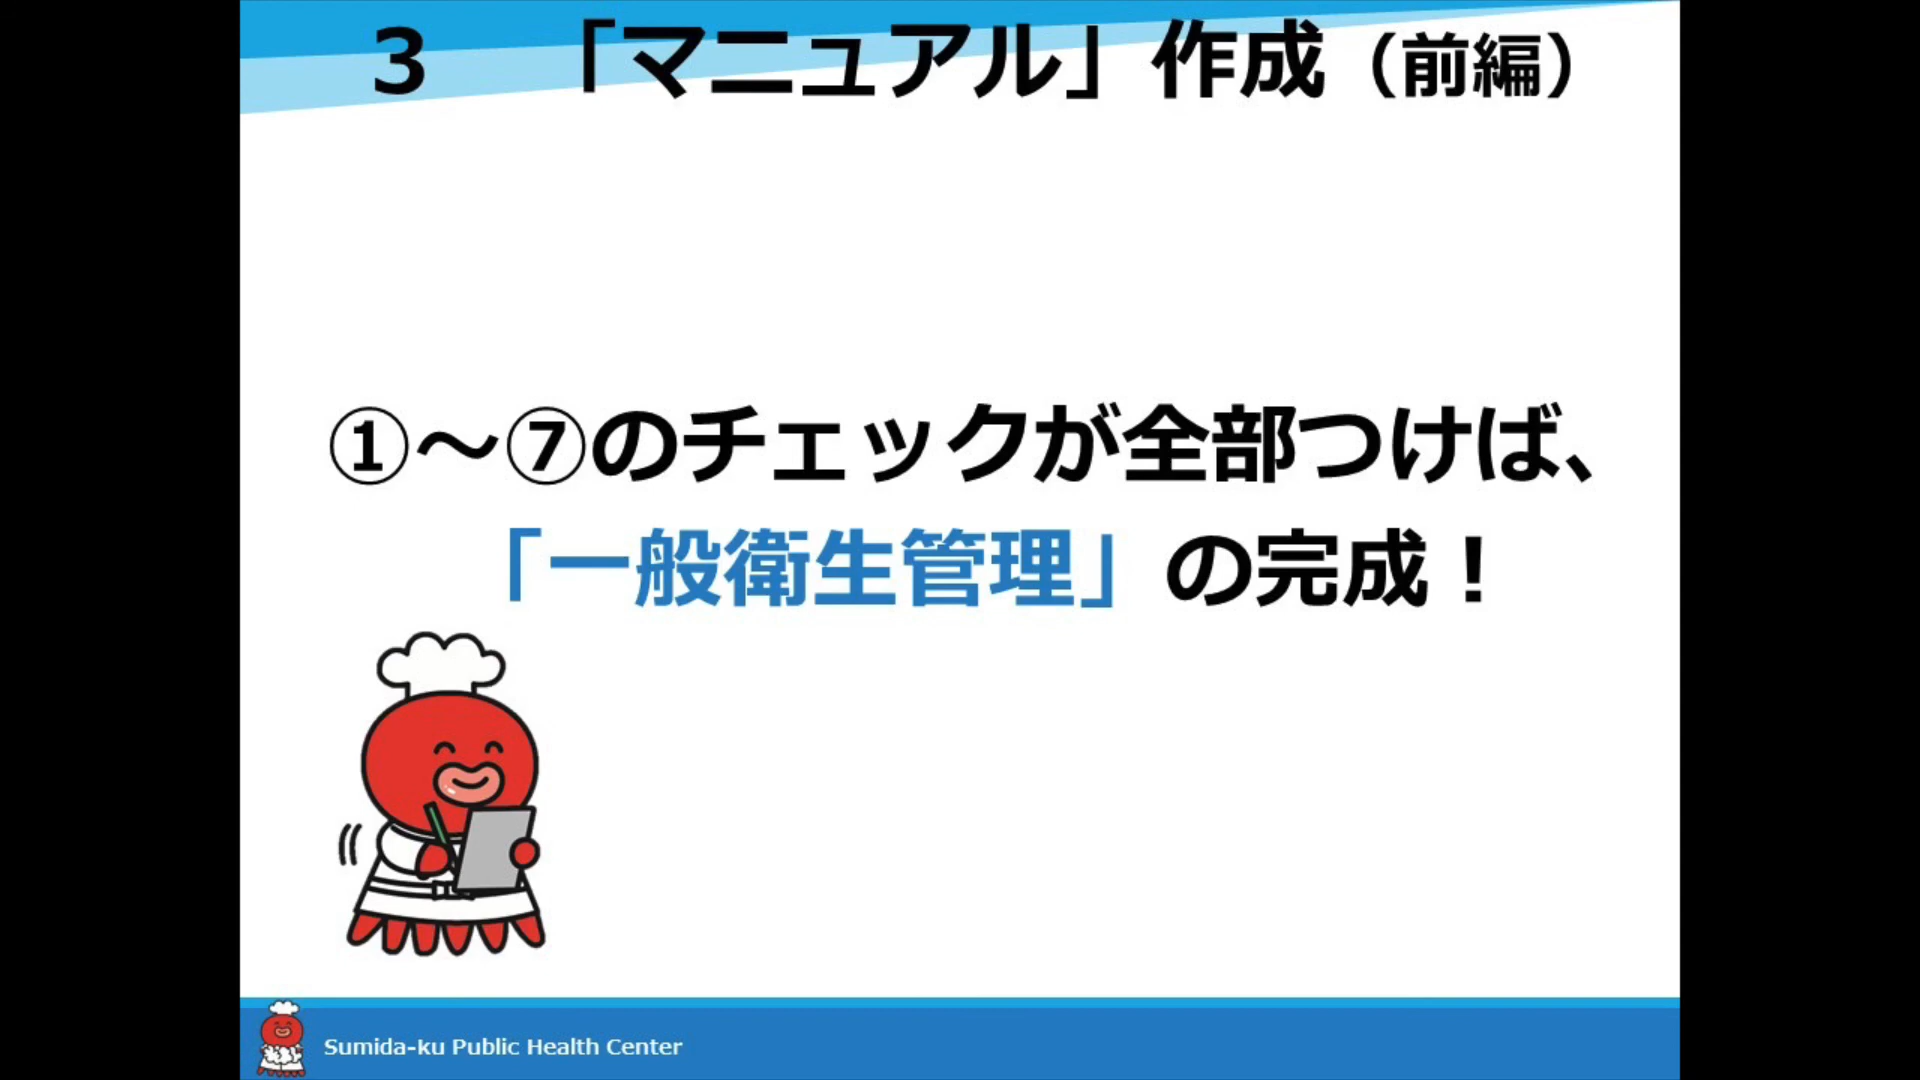 3　「マニュアル」作成（前編）
①～⑦のチェックが全部つけば、
「一般衛生管理」の完成！
Sumida-ku Public Health Center